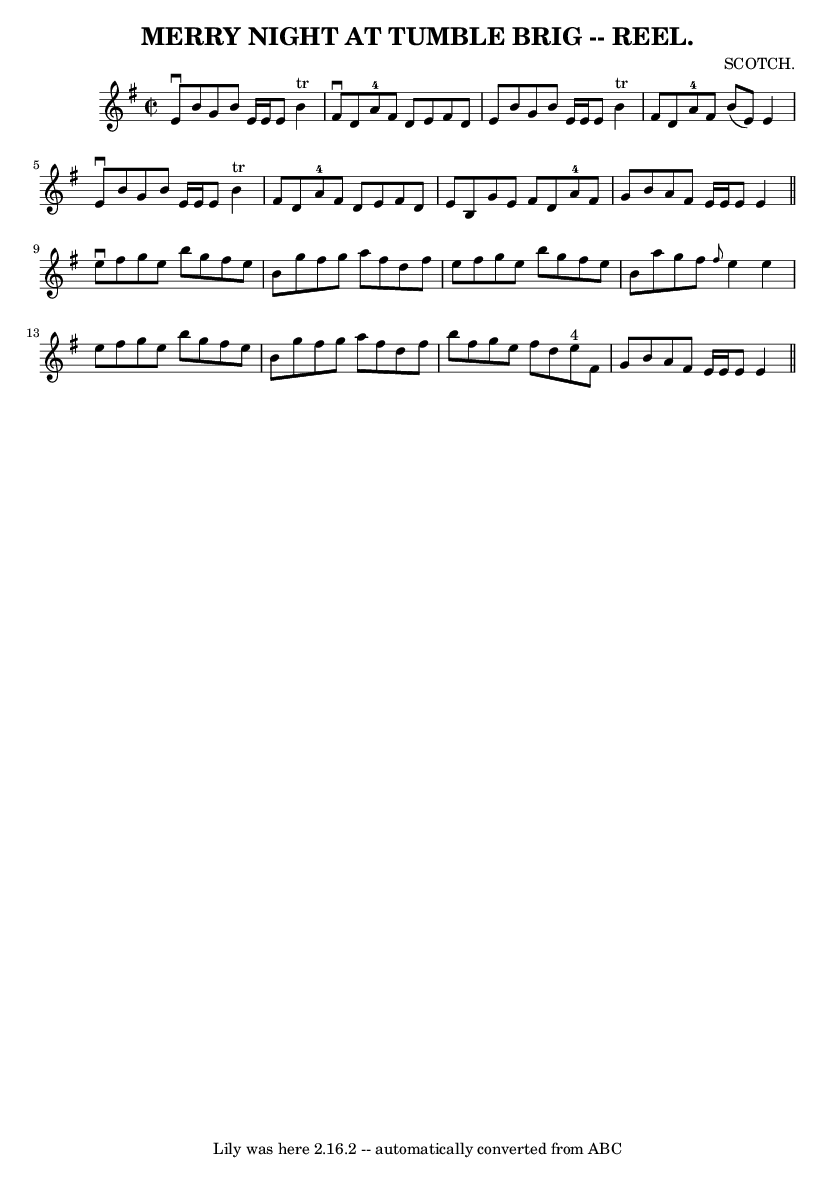 MERRY NIGHT AT TUMBLE BRIG -- REEL.
SCOTCH.
tr 4 tr 4
5 tr 4 4
9
13 4
Lily was here 2.16.2 -- automatically converted from ABC